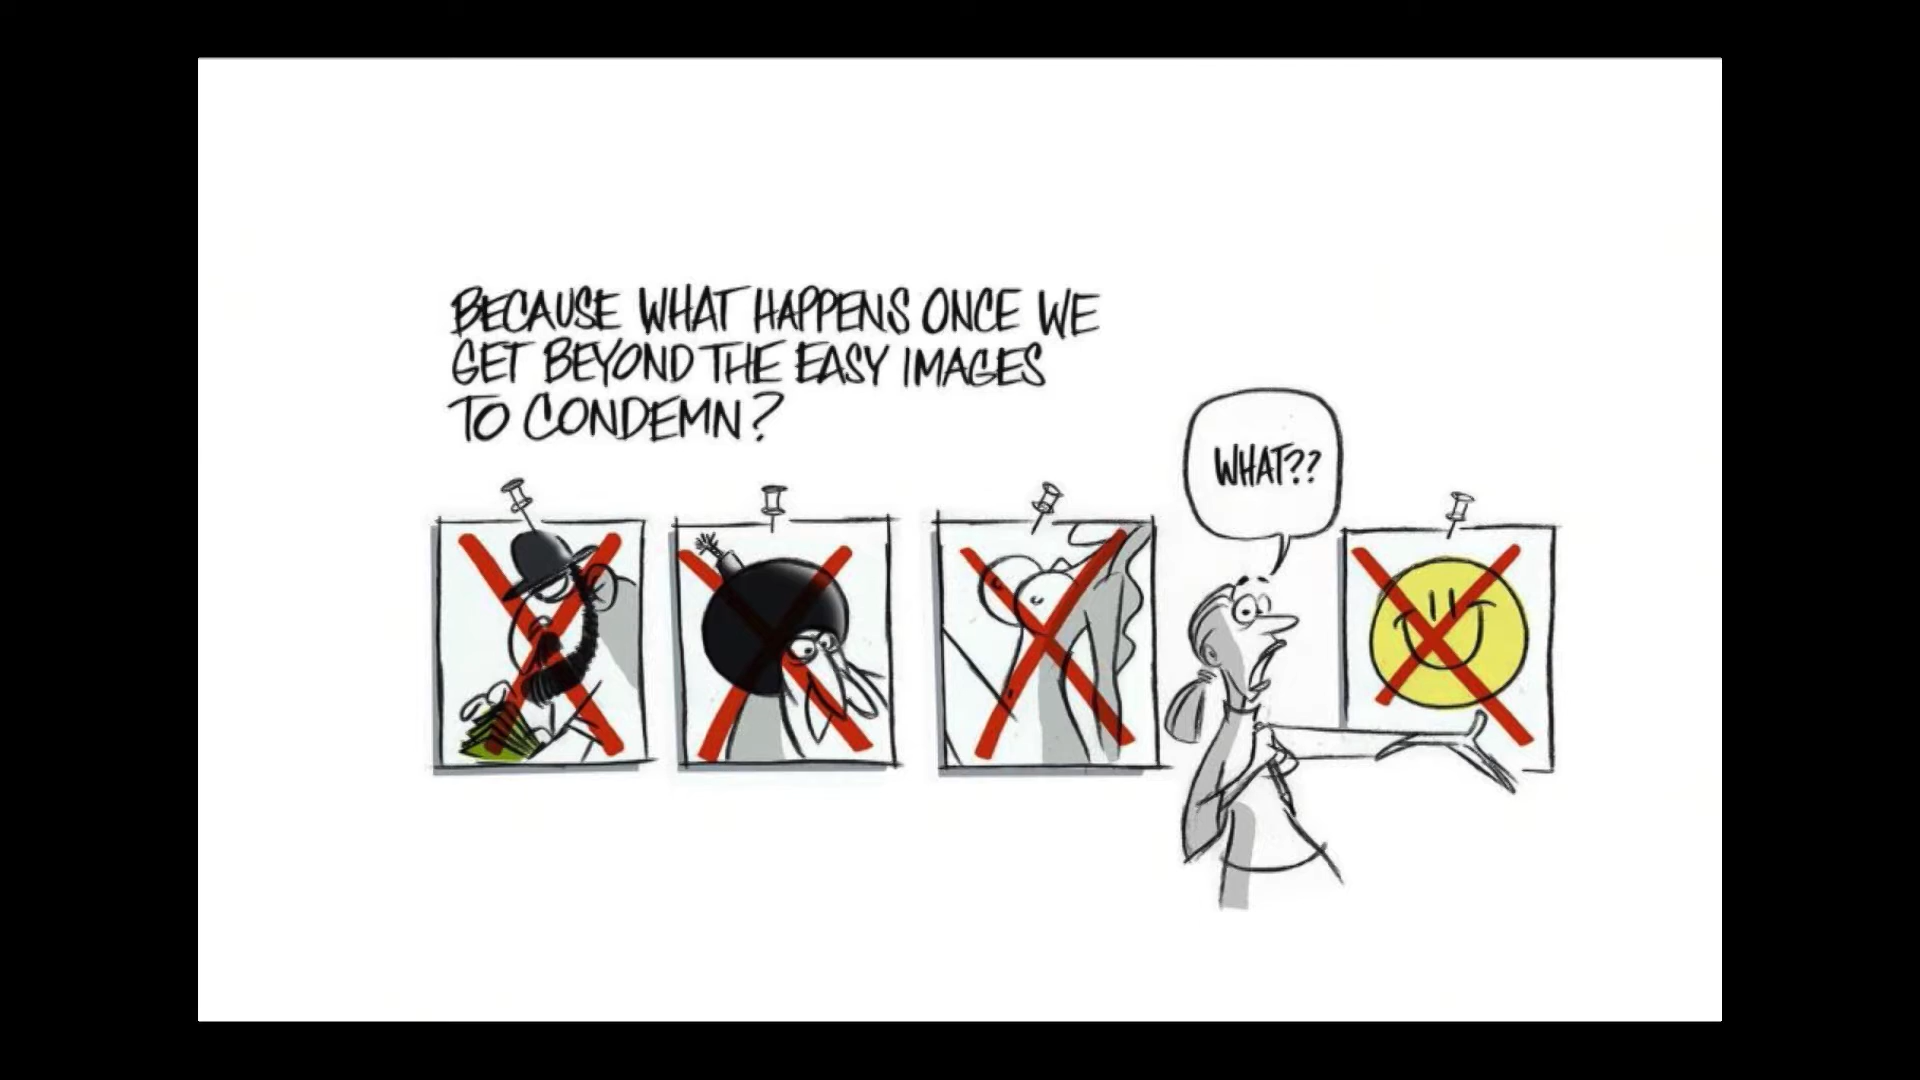 BECAUSE WHAT HAPPENS ONCE WE
GET BEYOND THE EASY IMAGES
TO CONDEMN?
WHAT??